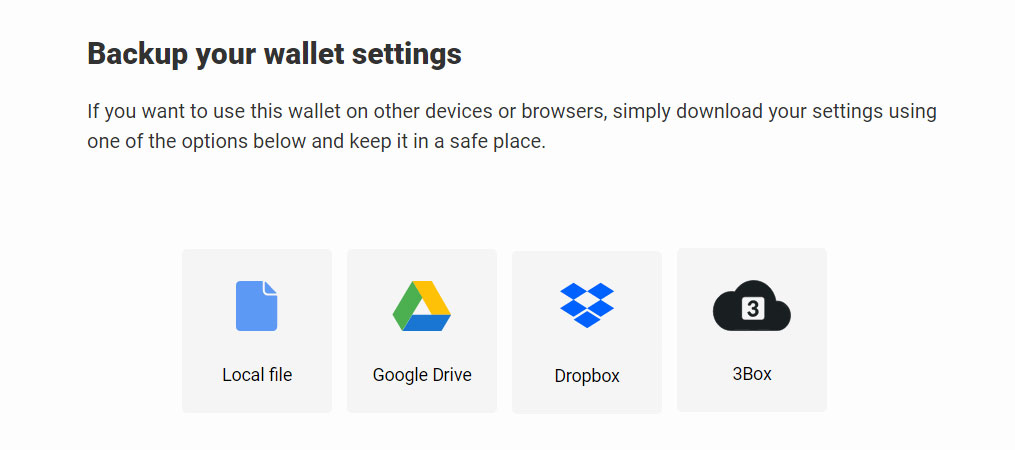 Backup your wallet settings
If you want to use this wallet on other devices or browsers, simply download your settings using
one of the options below and keep it in a safe place.
3
Local file
Google Drive
Dropbox
3Box